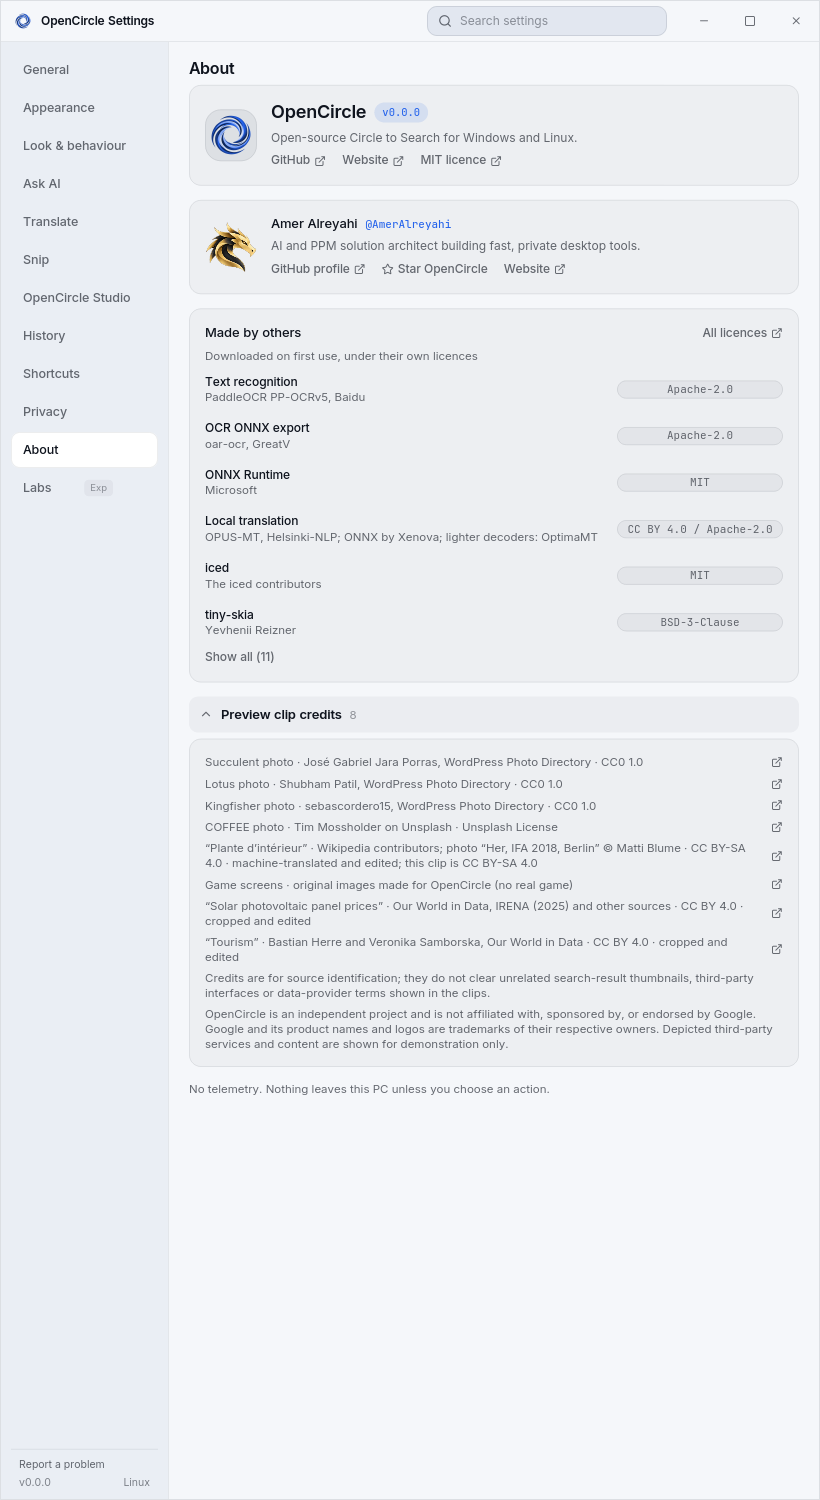 OpenCircle Settings
Search settings
General
Appearance
Look & behaviour
Ask AI
Translate
Snip
OpenCircle Studio
History
Shortcuts
Privacy
About
Labs Exp
Report a problem
v0.0.0 Linux
About
OpenCircle v0.0.0
Open-source Circle to Search for Windows and Linux.
GitHub Website MIT licence
Amer Alreyahi @AmerAlreyahi
AI and PPM solution architect building fast, private desktop tools.
GitHub profile Star OpenCircle Website
Made by others All licences
Downloaded on first use, under their own licences
Text recognition
PaddleOCR PP-OCRv5, Baidu
Apache-2.0
OCR ONNX export
oar-ocr, GreatV
Apache-2.0
ONNX Runtime
Microsoft
MIT
Local translation
OPUS-MT, Helsinki-NLP; ONNX by Xenova; lighter decoders: OptimaMT
CC BY 4.0 / Apache-2.0
iced
The iced contributors
MIT
tiny-skia
Yevhenii Reizner
BSD-3-Clause
Show all (11)
Preview clip credits 8
Succulent photo · José Gabriel Jara Porras, WordPress Photo Directory · CC0 1.0
Lotus photo · Shubham Patil, WordPress Photo Directory · CC0 1.0
Kingfisher photo · sebascordero15, WordPress Photo Directory · CC0 1.0
COFFEE photo · Tim Mossholder on Unsplash · Unsplash License
“Plante d’intérieur” · Wikipedia contributors; photo “Her, IFA 2018, Berlin” © Matti Blume · CC BY-SA
4.0 · machine-translated and edited; this clip is CC BY-SA 4.0
Game screens · original images made for OpenCircle (no real game)
“Solar photovoltaic panel prices” · Our World in Data, IRENA (2025) and other sources · CC BY 4.0 ·
cropped and edited
“Tourism” · Bastian Herre and Veronika Samborska, Our World in Data · CC BY 4.0 · cropped and
edited
Credits are for source identification; they do not clear unrelated search-result thumbnails, third-party
interfaces or data-provider terms shown in the clips.
OpenCircle is an independent project and is not affiliated with, sponsored by, or endorsed by Google.
Google and its product names and logos are trademarks of their respective owners. Depicted third-party
services and content are shown for demonstration only.
No telemetry. Nothing leaves this PC unless you choose an action.